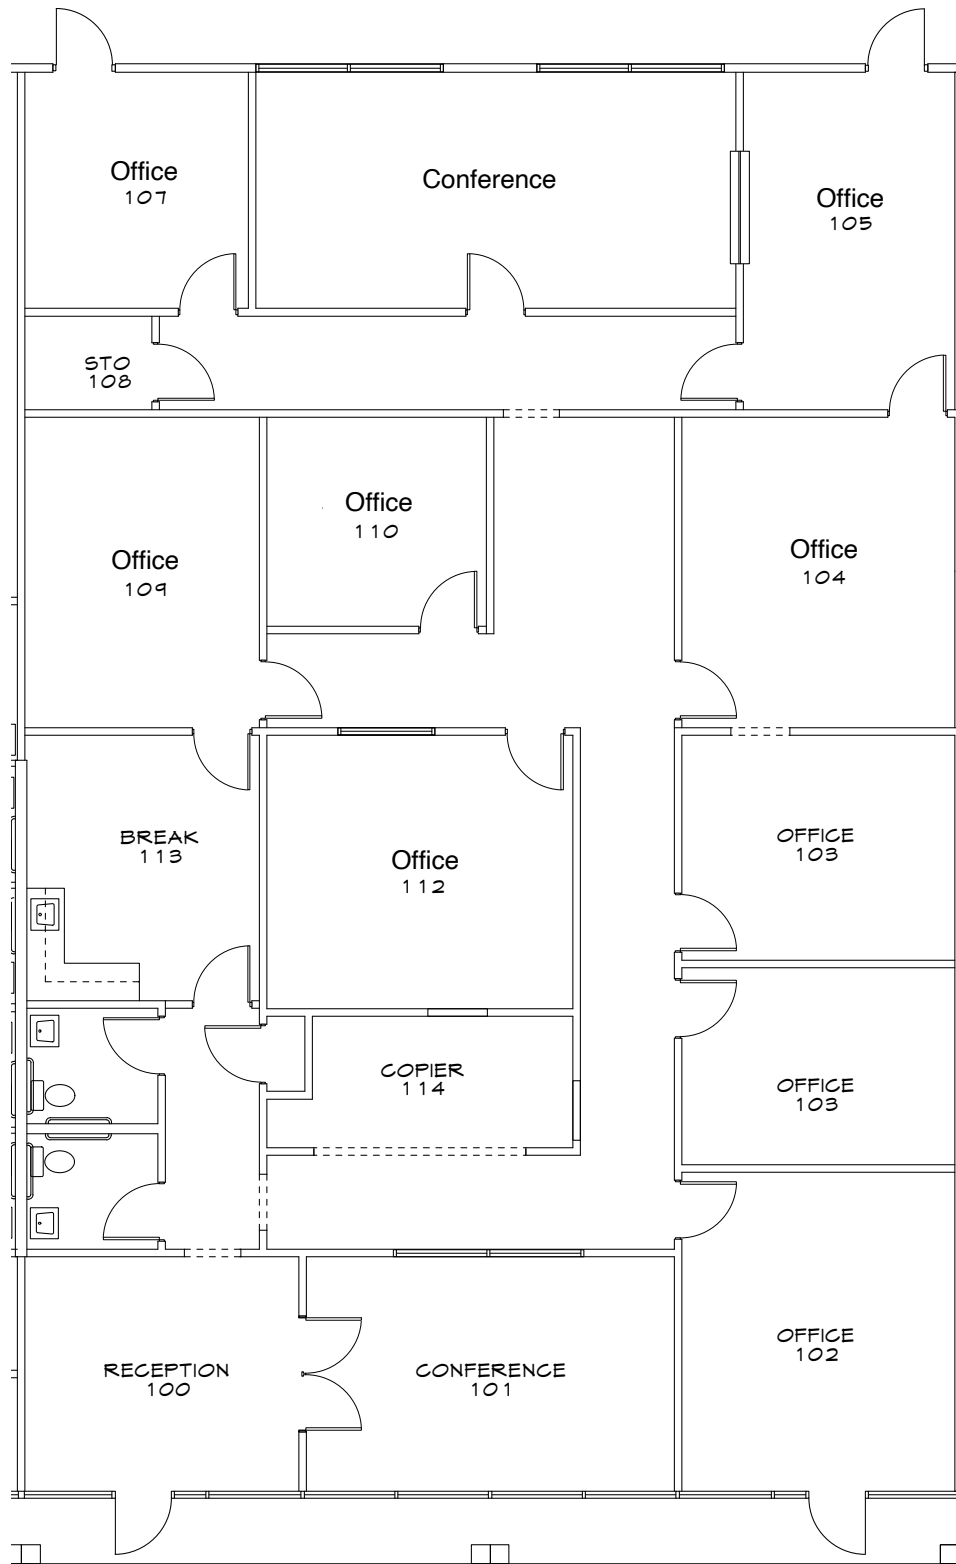 Office
107
Conference
Office
105
STO
108
Office
110
Office
109
Office
104
BREAK
113
Office
112
OFFICE
103
COPIER
114
OFFICE
103
RECEPTION
100
CONFERENCE
101
OFFICE
102